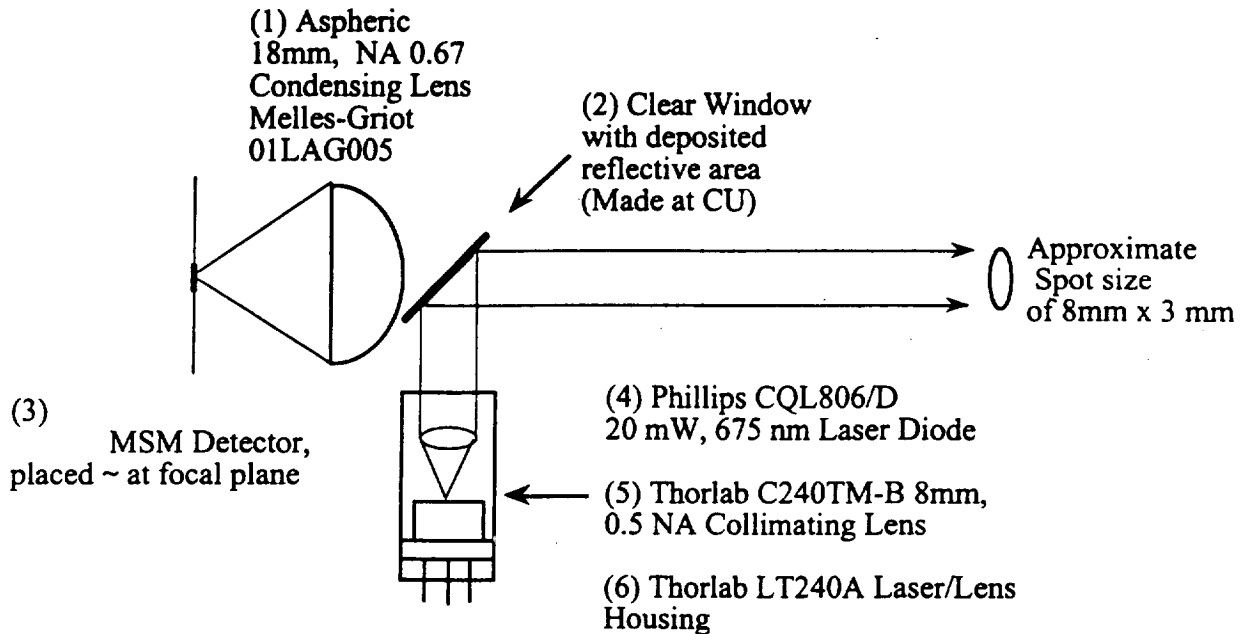 (1) Aspheric
18mm, NA 0.67
Condensing Lens
Melles-Griot
01LAG005
(2) Clear Window
with deposited
reflective area
(Made at CU)
Approximate
Spot size
of 8mm x 3 mm
(3)
MSM Detector,
placed ~ at focal plane
(4) Phillips CQL806/D
20 mW, 675 nm Laser Diode
(5) Thorlab C240TM-B 8mm,
0.5 NA Collimating Lens
(6) Thorlab LT240A Laser/Lens
Housing